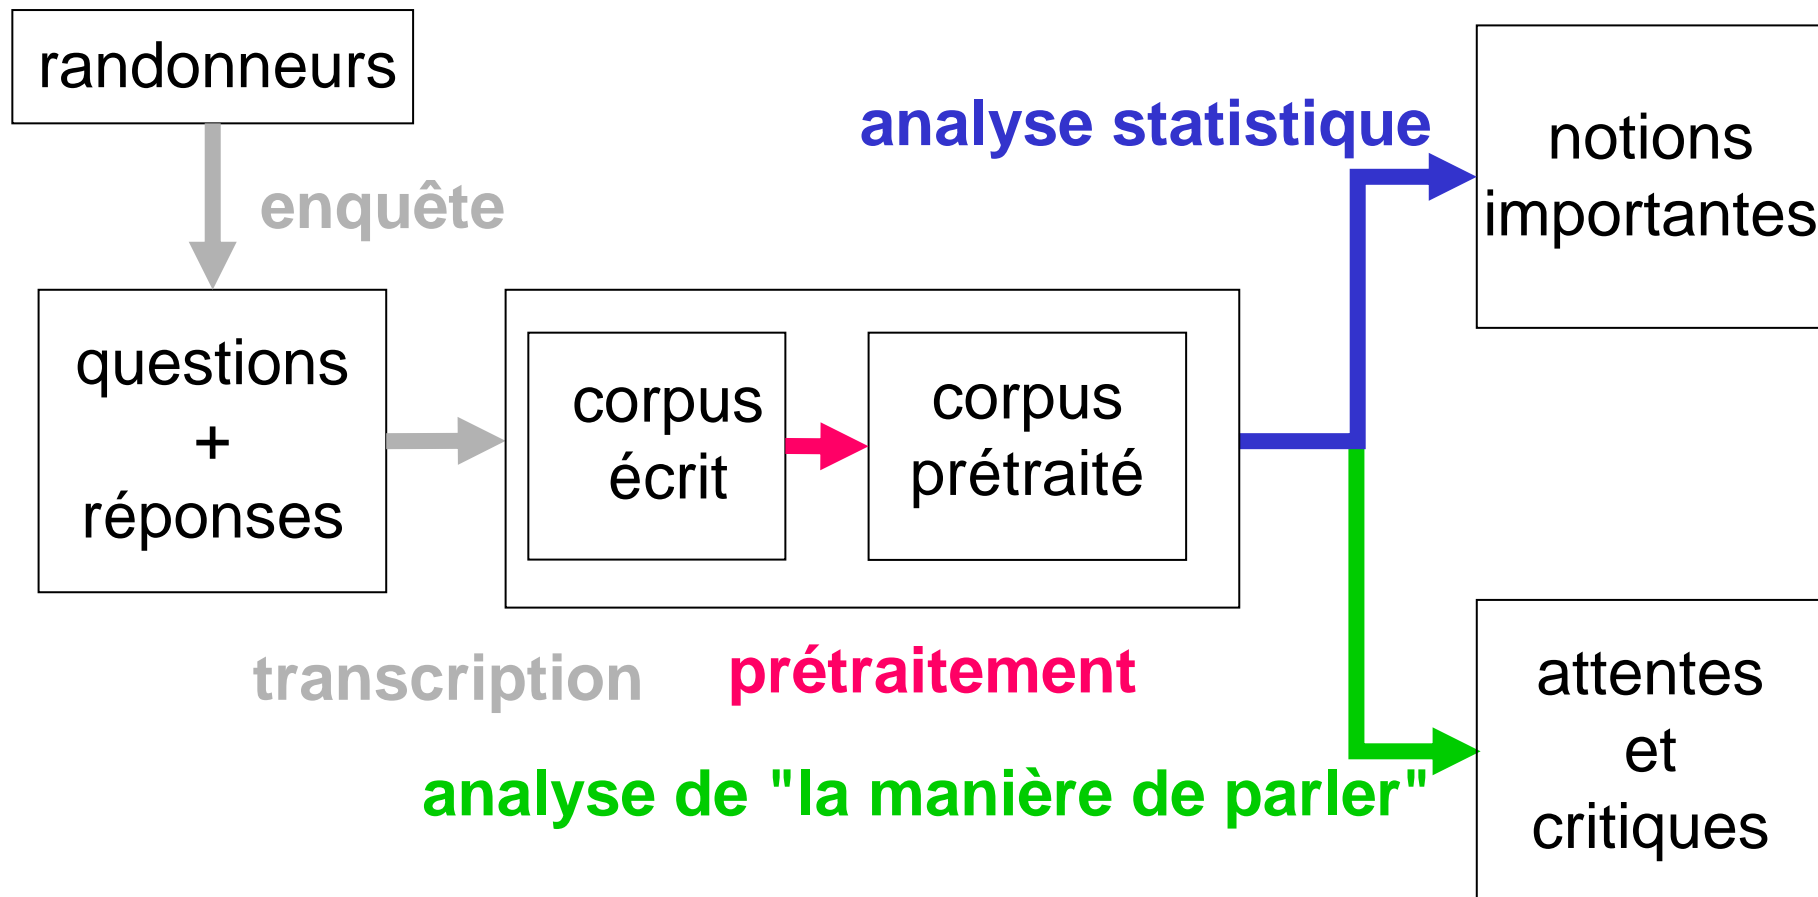 randonneurs
enquête
questions
+
réponses
transcription
corpus
écrit
prétraitement
corpus
prétraité
analyse statistique
notions
importantes
analyse de "la manière de parler"
attentes
et
critiques